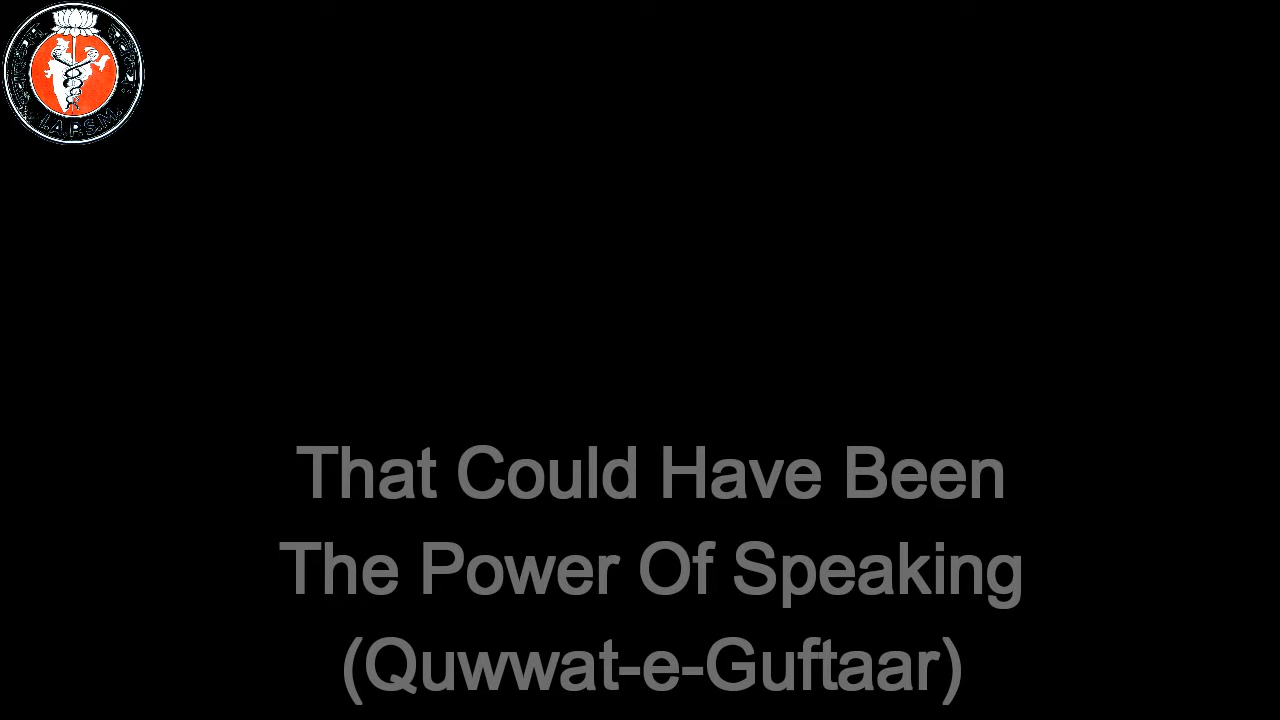 I.A.P.S.M.
That Could Have Been
The Power Of Speaking
(Quwwat-e-Guftaar)